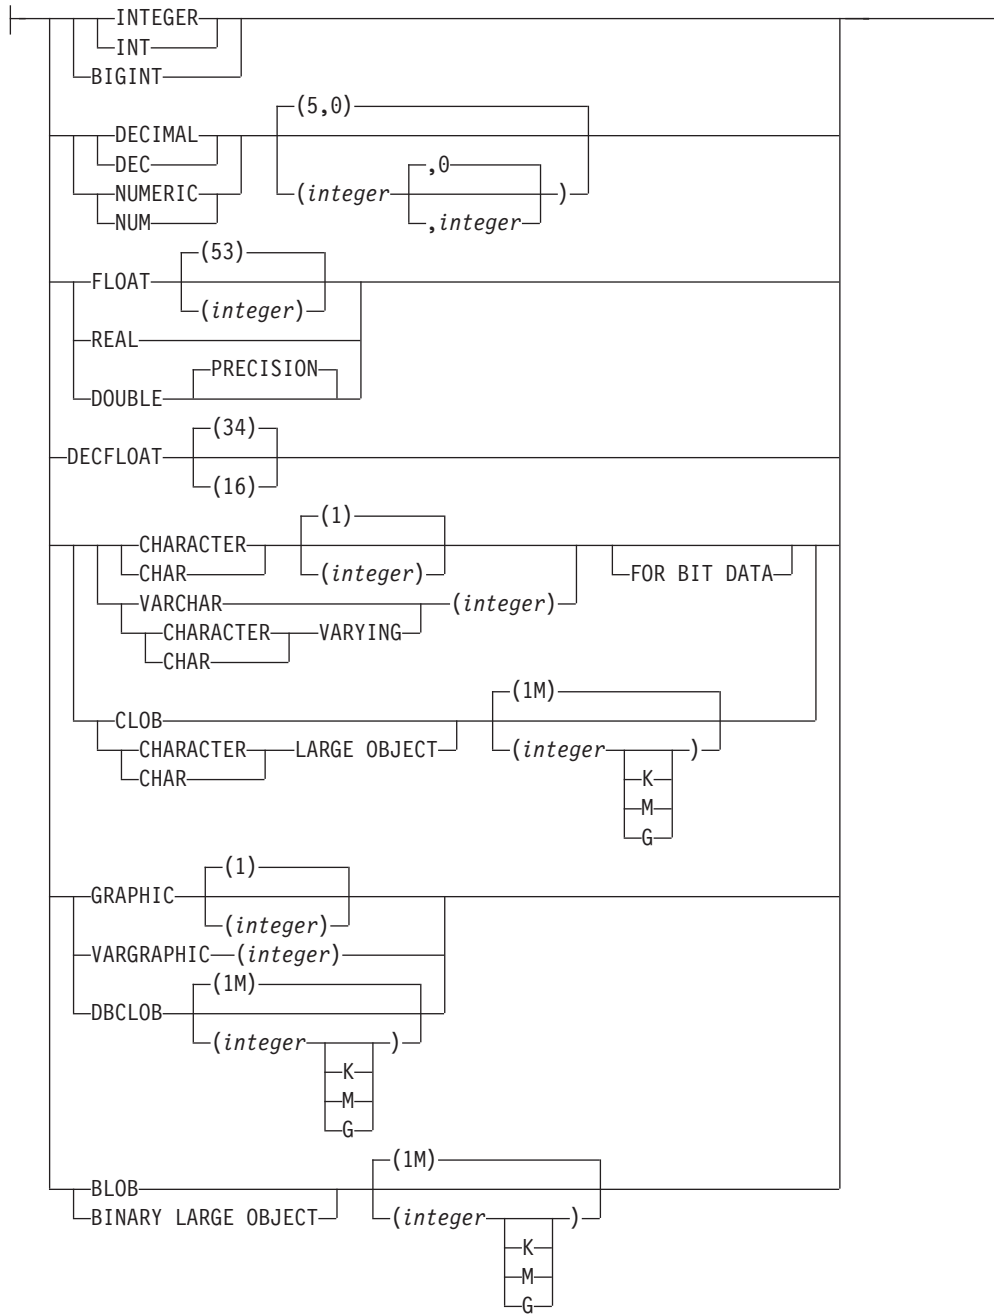 INTEGER
INT
BIGINT
(5,0)
DECIMAL
DEC
,0
NUMERIC
(integer )
NUM
,integer
(53)
FLOAT
(integer)
REAL
PRECISION
DOUBLE
(34)
DECFLOAT
(16)
(1)
CHARACTER
CHAR
(integer)
FOR BIT DATA
VARCHAR
(integer)
CHARACTER
VARYING
CHAR
(1M)
CLOB
CHARACTER
LARGE OBJECT
(integer )
CHAR
K
M
G
(1)
GRAPHIC
(integer)
VARGRAPHIC
(integer)
(1M)
DBCLOB
(integer )
K
M
G
(1M)
BLOB
BINARY LARGE OBJECT
(integer )
K
M
G